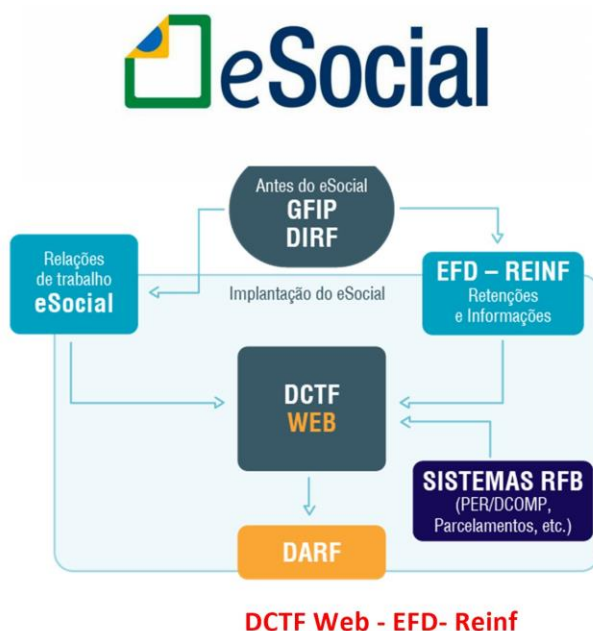 eSocial
Antes do eSocial
GFIP
DIRF
Relações
de trabalho
eSocial
Implantação do eSocial
EFD – REINF
Retenções
e Informações
DCTF
WEB
SISTEMAS RFB
(PER/DCOMP,
Parcelamentos, etc.)
DARF
DCTF Web - EFD- Reinf